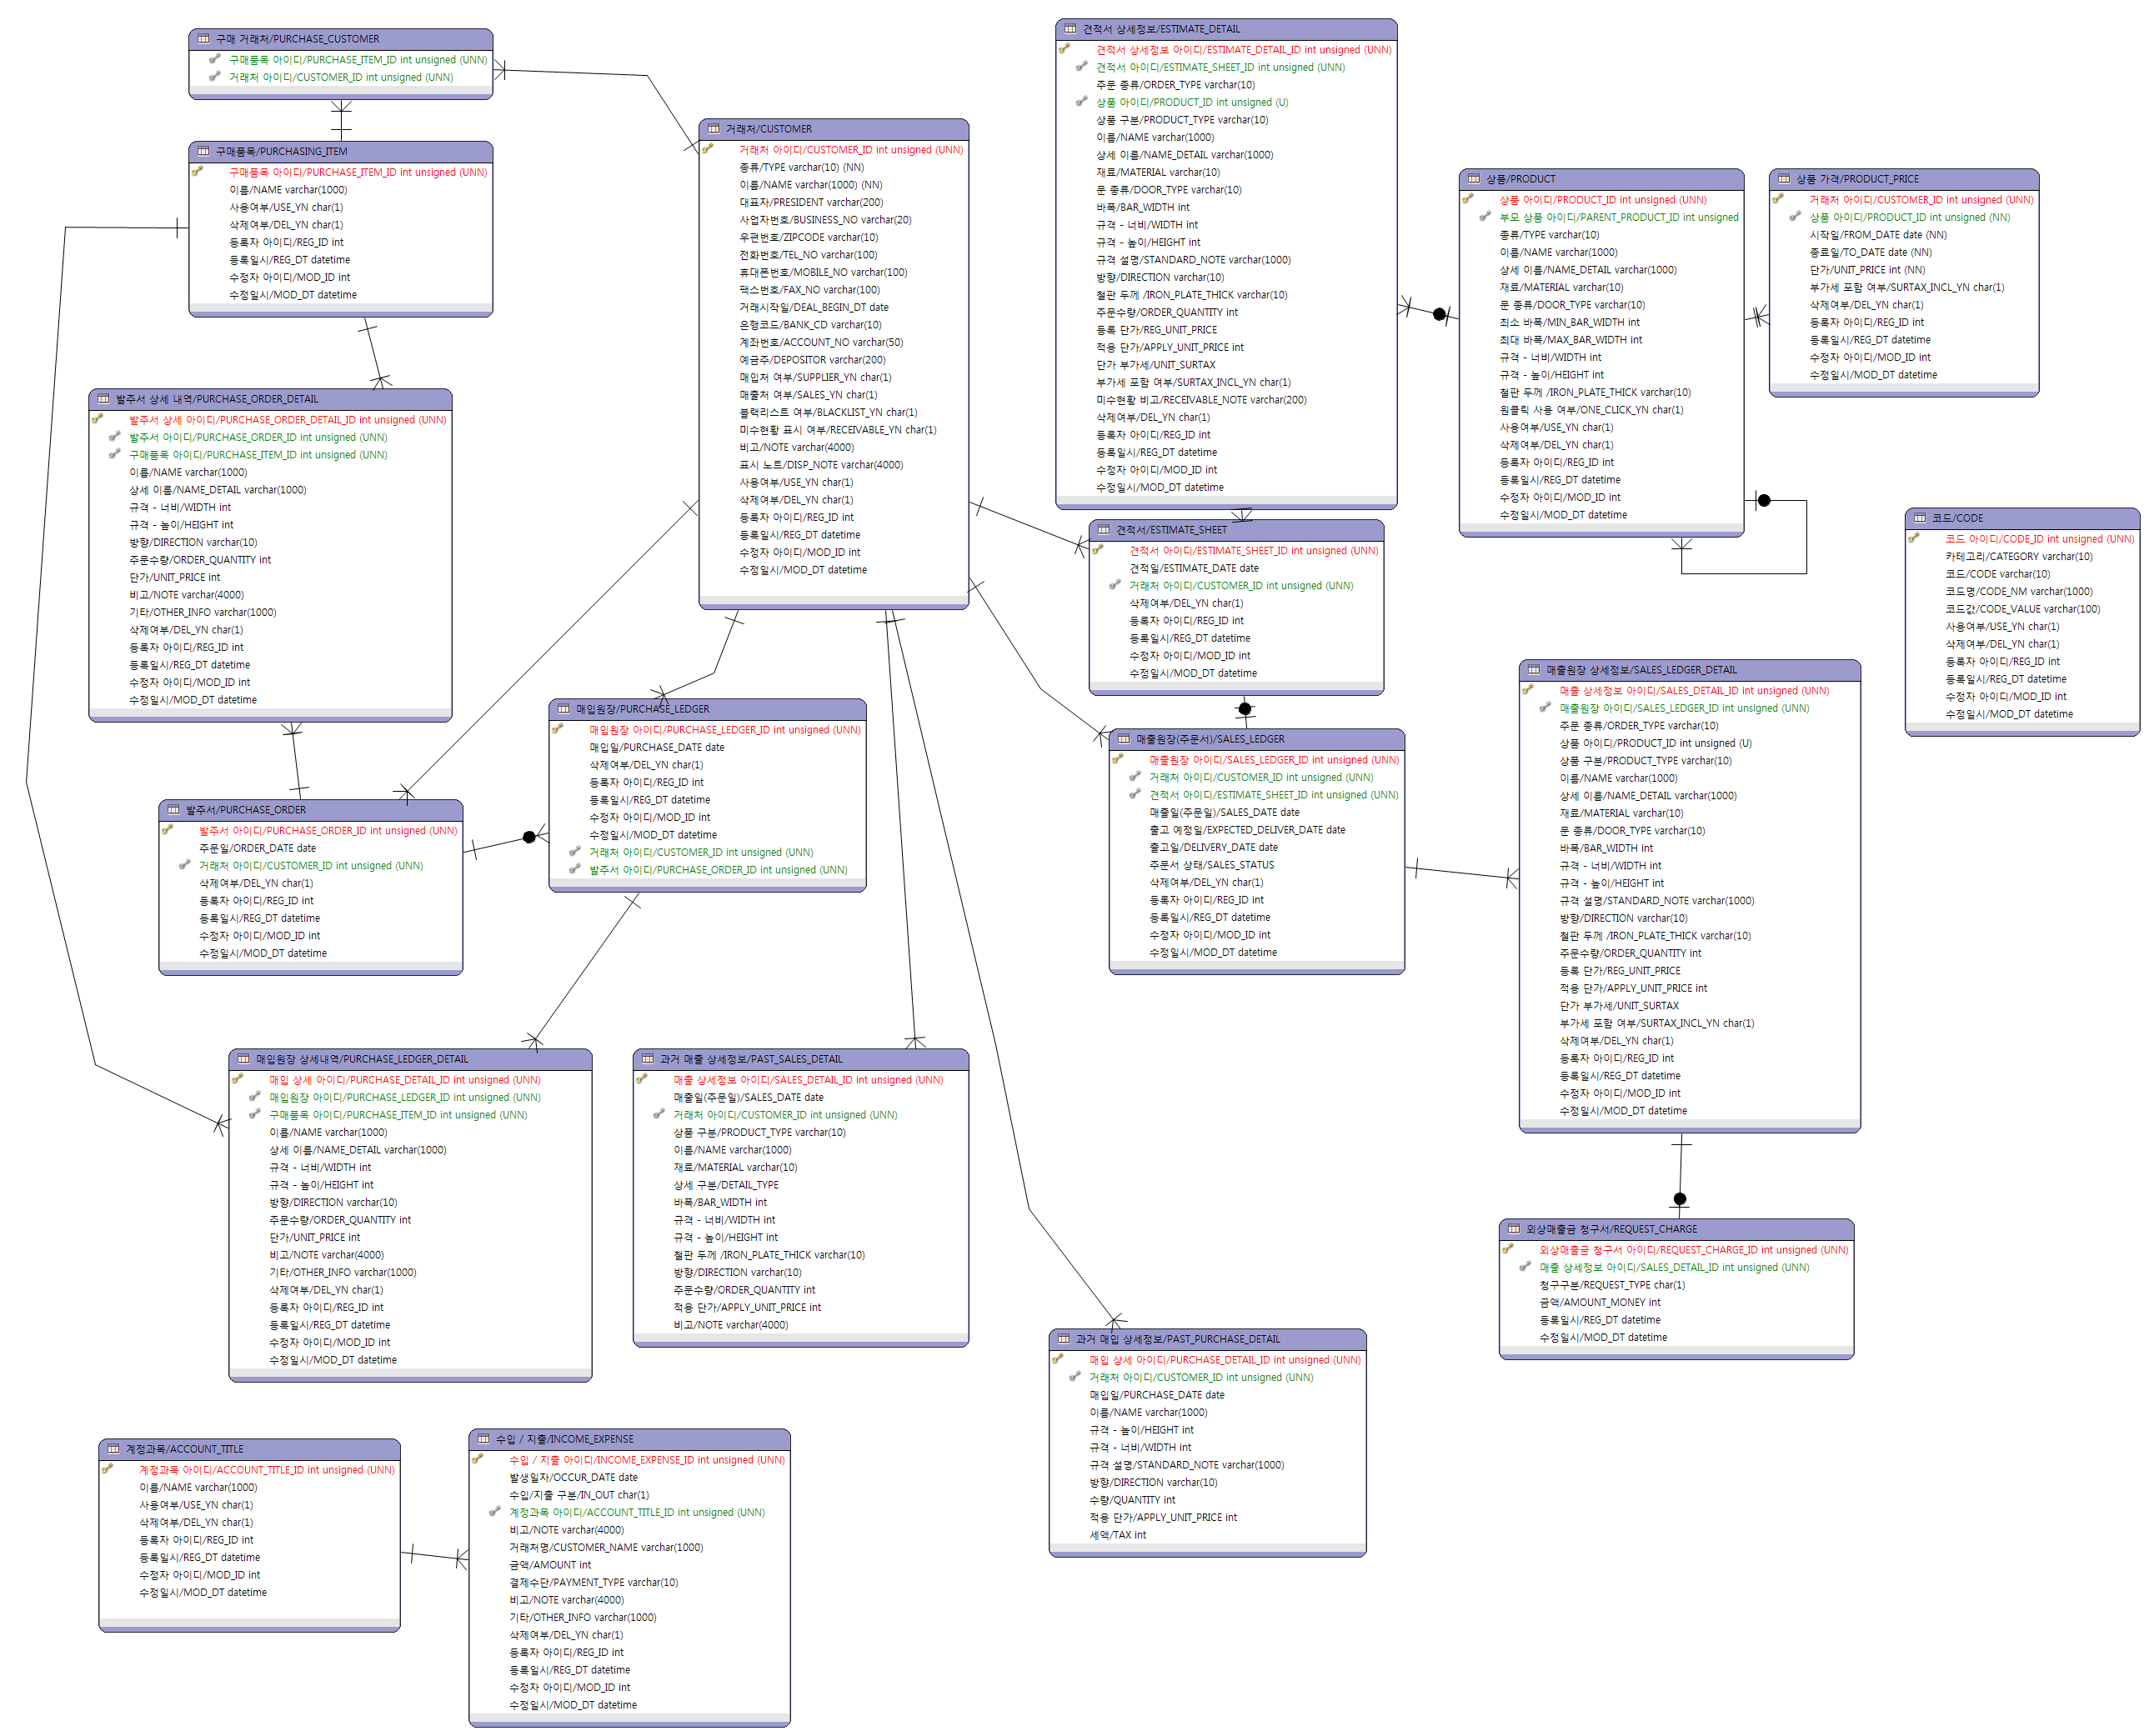 구매 거래처/PURCHASE_CUSTOMER
구매품목 아이디/PURCHASE_ITEM_ID int unsigned (UNN)
거래처 아이디/CUSTOMER_ID int unsigned (UNN)
구매품목/PURCHASING_ITEM
구매품목 아이디/PURCHASE_ITEM_ID int unsigned (UNN)
이름/NAME varchar(1000)
사용여부/USE_YN char(1)
삭제여부/DEL_YN char(1)
등록자 아이디/REG_ID int
등록일시/REG_DT datetime
수정자 아이디/MOD_ID int
수정일시/MOD_DT datetime
발주서 상세 내역/PURCHASE_ORDER_DETAIL
발주서 상세 아이디/PURCHASE_ORDER_DETAIL_ID int unsigned (UNN)
발주서 아이디/PURCHASE_ORDER_ID int unsigned (UNN)
구매품목 아이디/PURCHASE_ITEM_ID int unsigned (UNN)
이름/NAME varchar(1000)
상세 이름/NAME_DETAIL varchar(1000)
규격 - 너비/WIDTH int
규격 - 높이/HEIGHT int
방향/DIRECTION varchar(10)
주문수량/ORDER_QUANTITY int
단가/UNIT_PRICE int
비고/NOTE varchar(4000)
기타/OTHER_INFO varchar(1000)
삭제여부/DEL_YN char(1)
등록자 아이디/REG_ID int
등록일시/REG_DT datetime
수정자 아이디/MOD_ID int
수정일시/MOD_DT datetime
발주서/PURCHASE_ORDER
발주서 아이디/PURCHASE_ORDER_ID int unsigned (UNN)
주문일/ORDER_DATE date
거래처 아이디/CUSTOMER_ID int unsigned (UNN)
삭제여부/DEL_YN char(1)
등록자 아이디/REG_ID int
등록일시/REG_DT datetime
수정자 아이디/MOD_ID int
수정일시/MOD_DT datetime
거래처/CUSTOMER
거래처 아이디/CUSTOMER_ID int unsigned (UNN)
종류/TYPE varchar(10) (NN)
이름/NAME varchar(1000) (NN)
대표자/PRESIDENT varchar(200)
사업자번호/BUSINESS_NO varchar(20)
우편번호/ZIPCODE varchar(10)
전화번호/TEL_NO varchar(100)
휴대폰번호/MOBILE_NO varchar(100)
팩스번호/FAX_NO varchar(100)
거래시작일/DEAL_BEGIN_DT date
은행코드/BANK_CD varchar(10)
계좌번호/ACCOUNT_NO varchar(50)
예금주/DEPOSITOR varchar(200)
매입처 여부/SUPPLIER_YN char(1)
매출처 여부/SALES_YN char(1)
블랙리스트 여부/BLACKLIST_YN char(1)
미수현황 표시 여부/RECEIVABLE_YN char(1)
비고/NOTE varchar(4000)
표시 노트/DISP_NOTE varchar(4000)
사용여부/USE_YN char(1)
삭제여부/DEL_YN char(1)
등록자 아이디/REG_ID int
등록일시/REG_DT datetime
수정자 아이디/MOD_ID int
수정일시/MOD_DT datetime
매입원장/PURCHASE_LEDGER
매입원장 아이디/PURCHASE_LEDGER_ID int unsigned (UNN)
매입일/PURCHASE_DATE date
삭제여부/DEL_YN char(1)
등록자 아이디/REG_ID int
등록일시/REG_DT datetime
수정자 아이디/MOD_ID int
수정일시/MOD_DT datetime
거래처 아이디/CUSTOMER_ID int unsigned (UNN)
발주서 아이디/PURCHASE_ORDER_ID int unsigned (UNN)
견적서 상세정보/ESTIMATE_DETAIL
견적서 상세정보 아이디/ESTIMATE_DETAIL_ID int unsigned (UNN)
견적서 아이디/ESTIMATE_SHEET_ID int unsigned (UNN)
주문 종류/ORDER_TYPE varchar(10)
상품 아이디/PRODUCT_ID int unsigned (U)
상품 구분/PRODUCT_TYPE varchar(10)
이름/NAME varchar(1000)
상세 이름/NAME_DETAIL varchar(1000)
재료/MATERIAL varchar(10)
문 종류/DOOR_TYPE varchar(10)
바폭/BAR_WIDTH int
규격 - 너비/WIDTH int
규격 - 높이/HEIGHT int
규격 설명/STANDARD_NOTE varchar(1000)
방향/DIRECTION varchar(10)
철판 두께 /IRON_PLATE_THICK varchar(10)
주문수량/ORDER_QUANTITY int
등록 단가/REG_UNIT_PRICE
적용 단가/APPLY_UNIT_PRICE int
단가 부가세/UNIT_SURTAX
부가세 포함 여부/SURTAX_INCL_YN char(1)
미수현황 비고/RECEIVABLE_NOTE varchar(200)
삭제여부/DEL_YN char(1)
등록자 아이디/REG_ID int
등록일시/REG_DT datetime
수정자 아이디/MOD_ID int
수정일시/MOD_DT datetime
견적서/ESTIMATE_SHEET
견적서 아이디/ESTIMATE_SHEET_ID int unsigned (UNN)
견적일/ESTIMATE_DATE date
거래처 아이디/CUSTOMER_ID int unsigned (UNN)
삭제여부/DEL_YN char(1)
등록자 아이디/REG_ID int
등록일시/REG_DT datetime
수정자 아이디/MOD_ID int
수정일시/MOD_DT datetime
매출원장(주문서)/SALES_LEDGER
매출원장 아이디/SALES_LEDGER_ID int unsigned (UNN)
거래처 아이디/CUSTOMER_ID int unsigned (UNN)
견적서 아이디/ESTIMATE_SHEET_ID int unsigned (UNN)
매출일(주문일)/SALES_DATE date
출고 예정일/EXPECTED_DELIVER_DATE date
출고일/DELIVERY_DATE date
주문서 상태/SALES_STATUS
삭제여부/DEL_YN char(1)
등록자 아이디/REG_ID int
등록일시/REG_DT datetime
수정자 아이디/MOD_ID int
수정일시/MOD_DT datetime
상품/PRODUCT
상품 아이디/PRODUCT_ID int unsigned (UNN)
부모 상품 아이디/PARENT_PRODUCT_ID int unsigned
종류/TYPE varchar(10)
이름/NAME varchar(1000)
상세 이름/NAME_DETAIL varchar(1000)
재료/MATERIAL varchar(10)
문 종류/DOOR_TYPE varchar(10)
최소 바폭/MIN_BAR_WIDTH int
최대 바폭/MAX_BAR_WIDTH int
규격 - 너비/WIDTH int
규격 - 높이/HEIGHT int
철판 두께 /IRON_PLATE_THICK varchar(10)
원클릭 사용 여부/ONE_CLICK_YN char(1)
사용여부/USE_YN char(1)
삭제여부/DEL_YN char(1)
등록자 아이디/REG_ID int
등록일시/REG_DT datetime
수정자 아이디/MOD_ID int
수정일시/MOD_DT datetime
상품 가격/PRODUCT_PRICE
거래처 아이디/CUSTOMER_ID int unsigned (UNN)
상품 아이디/PRODUCT_ID int unsigned (NN)
시작일/FROM_DATE date (NN)
종료일/TO_DATE date (NN)
단가/UNIT_PRICE int (NN)
부가세 포함 여부/SURTAX_INCL_YN char(1)
삭제여부/DEL_YN char(1)
등록자 아이디/REG_ID int
등록일시/REG_DT datetime
수정자 아이디/MOD_ID int
수정일시/MOD_DT datetime
코드/CODE
코드 아이디/CODE_ID int unsigned (UNN)
카테고리/CATEGORY varchar(10)
코드/CODE varchar(10)
코드명/CODE_NM varchar(1000)
코드값/CODE_VALUE varchar(100)
사용여부/USE_YN char(1)
삭제여부/DEL_YN char(1)
등록자 아이디/REG_ID int
등록일시/REG_DT datetime
수정자 아이디/MOD_ID int
수정일시/MOD_DT datetime
매출원장 상세정보/SALES_LEDGER_DETAIL
매출 상세정보 아이디/SALES_DETAIL_ID int unsigned (UNN)
매출원장 아이디/SALES_LEDGER_ID int unsigned (UNN)
주문 종류/ORDER_TYPE varchar(10)
상품 아이디/PRODUCT_ID int unsigned (U)
상품 구분/PRODUCT_TYPE varchar(10)
이름/NAME varchar(1000)
상세 이름/NAME_DETAIL varchar(1000)
재료/MATERIAL varchar(10)
문 종류/DOOR_TYPE varchar(10)
바폭/BAR_WIDTH int
규격 - 너비/WIDTH int
규격 - 높이/HEIGHT int
규격 설명/STANDARD_NOTE varchar(1000)
방향/DIRECTION varchar(10)
철판 두께 /IRON_PLATE_THICK varchar(10)
주문수량/ORDER_QUANTITY int
등록 단가/REG_UNIT_PRICE
적용 단가/APPLY_UNIT_PRICE int
단가 부가세/UNIT_SURTAX
부가세 포함 여부/SURTAX_INCL_YN char(1)
삭제여부/DEL_YN char(1)
등록자 아이디/REG_ID int
등록일시/REG_DT datetime
수정자 아이디/MOD_ID int
수정일시/MOD_DT datetime
매입원장 상세내역/PURCHASE_LEDGER_DETAIL
매입 상세 아이디/PURCHASE_DETAIL_ID int unsigned (UNN)
매입원장 아이디/PURCHASE_LEDGER_ID int unsigned (UNN)
구매품목 아이디/PURCHASE_ITEM_ID int unsigned (UNN)
이름/NAME varchar(1000)
상세 이름/NAME_DETAIL varchar(1000)
규격 - 너비/WIDTH int
규격 - 높이/HEIGHT int
방향/DIRECTION varchar(10)
주문수량/ORDER_QUANTITY int
단가/UNIT_PRICE int
비고/NOTE varchar(4000)
기타/OTHER_INFO varchar(1000)
삭제여부/DEL_YN char(1)
등록자 아이디/REG_ID int
등록일시/REG_DT datetime
수정자 아이디/MOD_ID int
수정일시/MOD_DT datetime
과거 매출 상세정보/PAST_SALES_DETAIL
매출 상세정보 아이디/SALES_DETAIL_ID int unsigned (UNN)
매출일(주문일)/SALES_DATE date
거래처 아이디/CUSTOMER_ID int unsigned (UNN)
상품 구분/PRODUCT_TYPE varchar(10)
이름/NAME varchar(1000)
재료/MATERIAL varchar(10)
상세 구분/DETAIL_TYPE
바폭/BAR_WIDTH int
규격 - 너비/WIDTH int
규격 - 높이/HEIGHT int
철판 두께 /IRON_PLATE_THICK varchar(10)
방향/DIRECTION varchar(10)
주문수량/ORDER_QUANTITY int
적용 단가/APPLY_UNIT_PRICE int
비고/NOTE varchar(4000)
외상매출금 청구서/REQUEST_CHARGE
외상매출금 청구서 아이디/REQUEST_CHARGE_ID int unsigned (UNN)
매출 상세정보 아이디/SALES_DETAIL_ID int unsigned (UNN)
청구구분/REQUEST_TYPE char(1)
금액/AMOUNT_MONEY int
등록일시/REG_DT datetime
수정일시/MOD_DT datetime
과거 매입 상세정보/PAST_PURCHASE_DETAIL
매입 상세 아이디/PURCHASE_DETAIL_ID int unsigned (UNN)
거래처 아이디/CUSTOMER_ID int unsigned (UNN)
매입일/PURCHASE_DATE date
이름/NAME varchar(1000)
규격 - 높이/HEIGHT int
규격 - 너비/WIDTH int
규격 설명/STANDARD_NOTE varchar(1000)
방향/DIRECTION varchar(10)
수량/QUANTITY int
적용 단가/APPLY_UNIT_PRICE int
세액/TAX int
계정과목/ACCOUNT_TITLE
계정과목 아이디/ACCOUNT_TITLE_ID int unsigned (UNN)
이름/NAME varchar(1000)
사용여부/USE_YN char(1)
삭제여부/DEL_YN char(1)
등록자 아이디/REG_ID int
등록일시/REG_DT datetime
수정자 아이디/MOD_ID int
수정일시/MOD_DT datetime
수입 / 지출/INCOME_EXPENSE
수입 / 지출 아이디/INCOME_EXPENSE_ID int unsigned (UNN)
발생일자/OCCUR_DATE date
수입/지출 구분/IN_OUT char(1)
계정과목 아이디/ACCOUNT_TITLE_ID int unsigned (UNN)
비고/NOTE varchar(4000)
거래처명/CUSTOMER_NAME varchar(1000)
금액/AMOUNT int
결제수단/PAYMENT_TYPE varchar(10)
비고/NOTE varchar(4000)
기타/OTHER_INFO varchar(1000)
삭제여부/DEL_YN char(1)
등록자 아이디/REG_ID int
등록일시/REG_DT datetime
수정자 아이디/MOD_ID int
수정일시/MOD_DT datetime